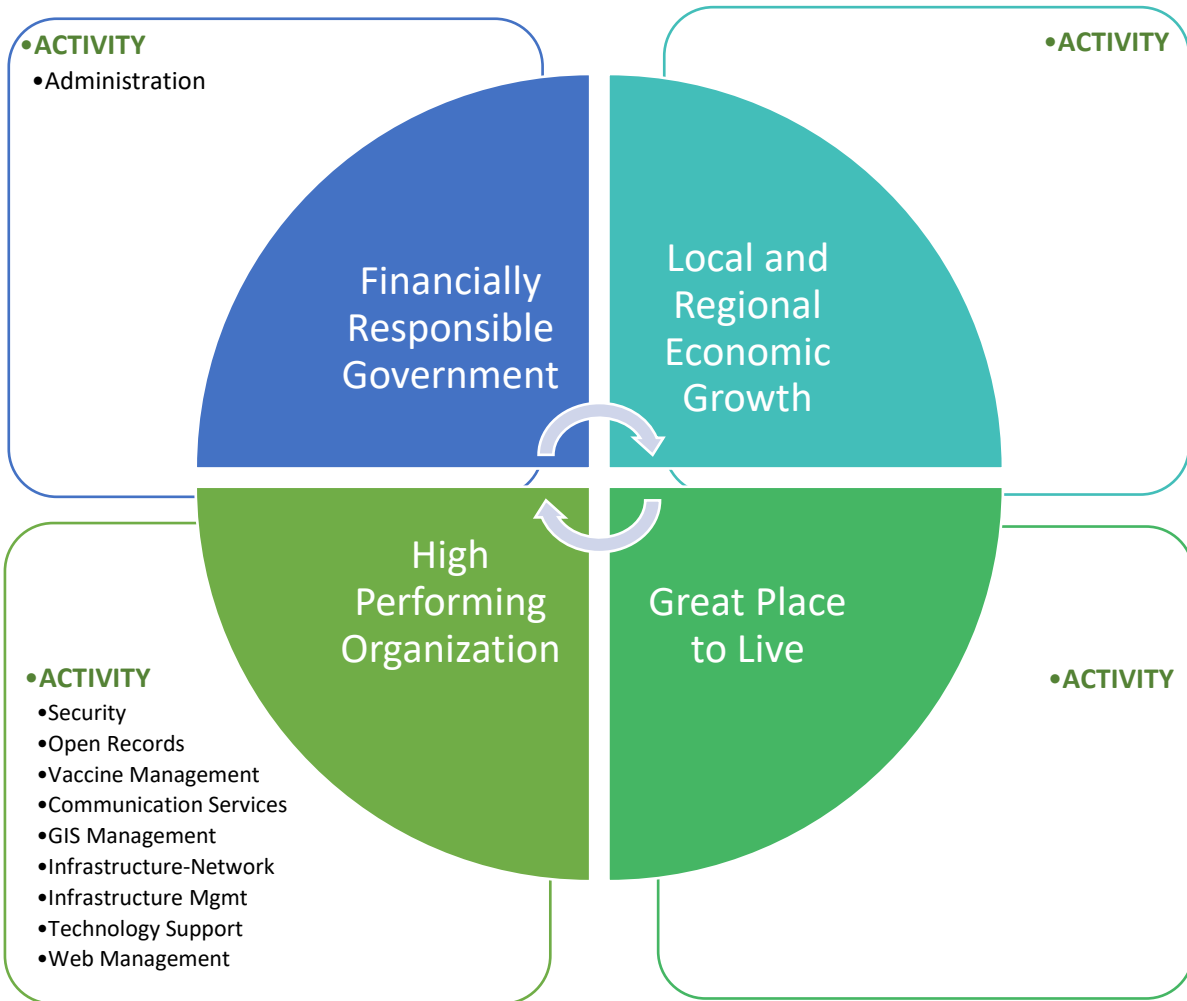 •ACTIVITY
•Administration
•ACTIVITY
Financially
Responsible
Government
Local and
Regional
Economic
Growth
High
Performing
Organization
Great Place
to Live
•ACTIVITY
•Security
•Open Records
•Vaccine Management
•Communication Services
•GIS Management
•Infrastructure-Network
•Infrastructure Mgmt
•Technology Support
•Web Management
•ACTIVITY